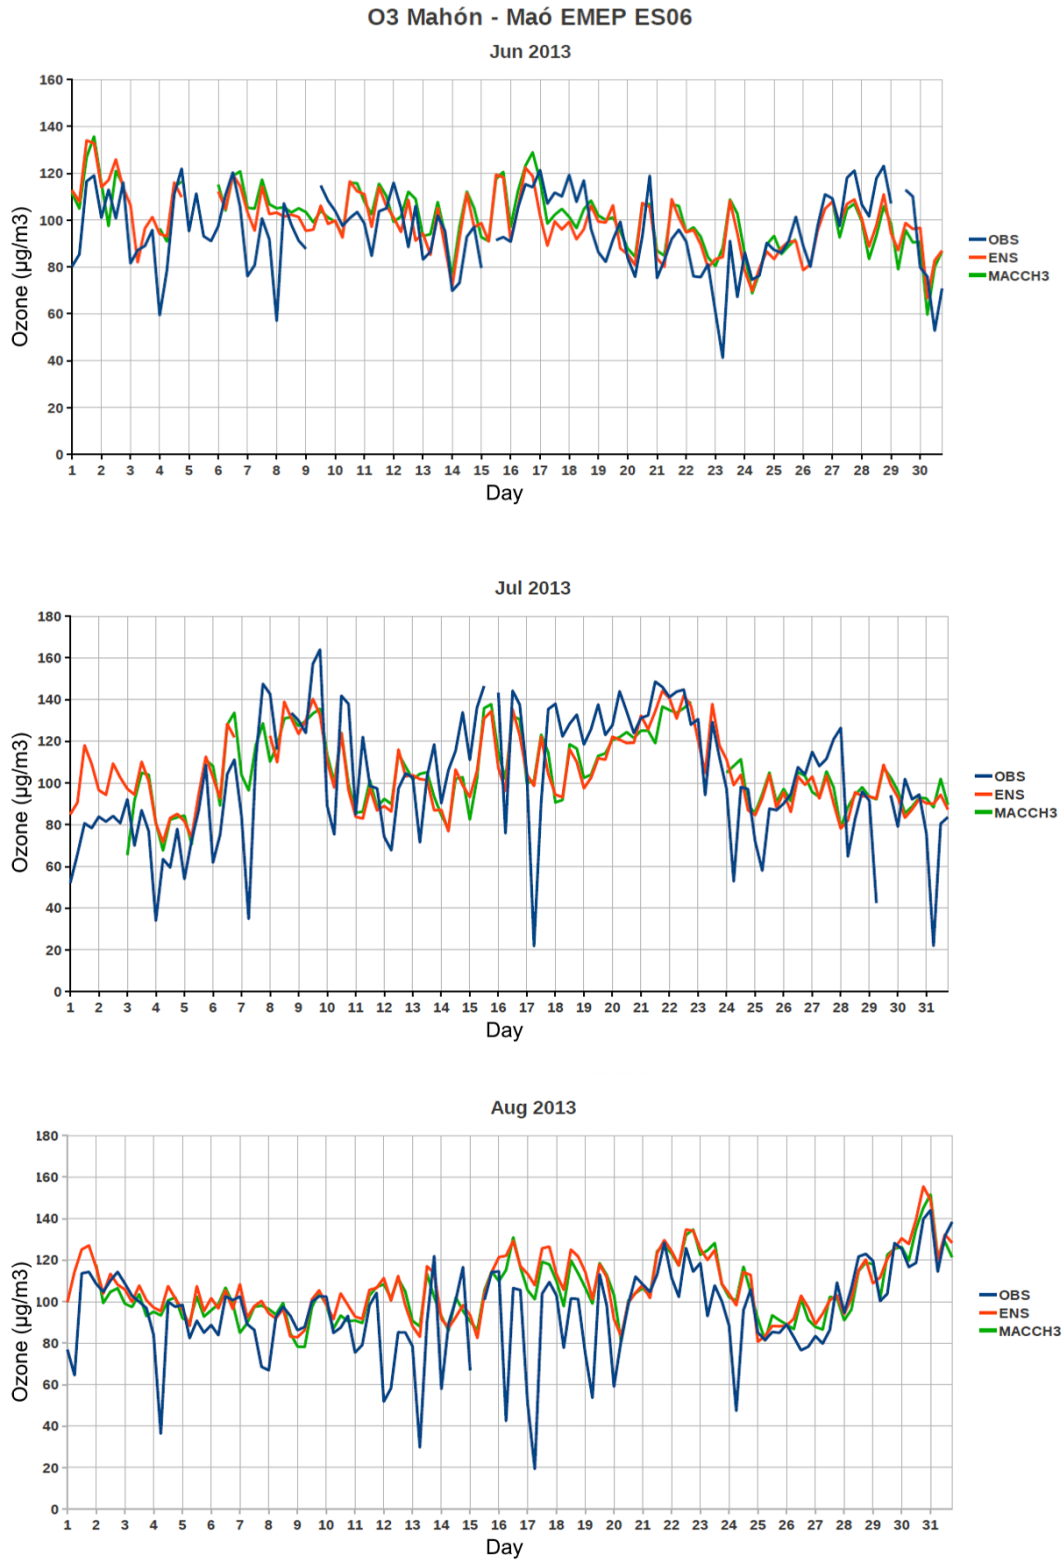 O3 Mahón - Maó EMEP ES06
Jun 2013
160
140
120
100
80
60
40
20
0
Ozone (µg/m3)
1 2 3 4 5 6 7 8 9 10 11 12 13 14 15 16 17 18 19 20 21 22 23 24 25 26 27 28 29 30
Day
OBS
ENS
MACCH3
Jul 2013
180
160
140
120
100
80
60
40
20
0
Ozone (µg/m3)
1 2 3 4 5 6 7 8 9 10 11 12 13 14 15 16 17 18 19 20 21 22 23 24 25 26 27 28 29 30 31
Day
OBS
ENS
MACCH3
Aug 2013
180
160
140
120
100
80
60
40
20
0
Ozone (µg/m3)
1 2 3 4 5 6 7 8 9 10 11 12 13 14 15 16 17 18 19 20 21 22 23 24 25 26 27 28 29 30 31
Day
OBS
ENS
MACCH3